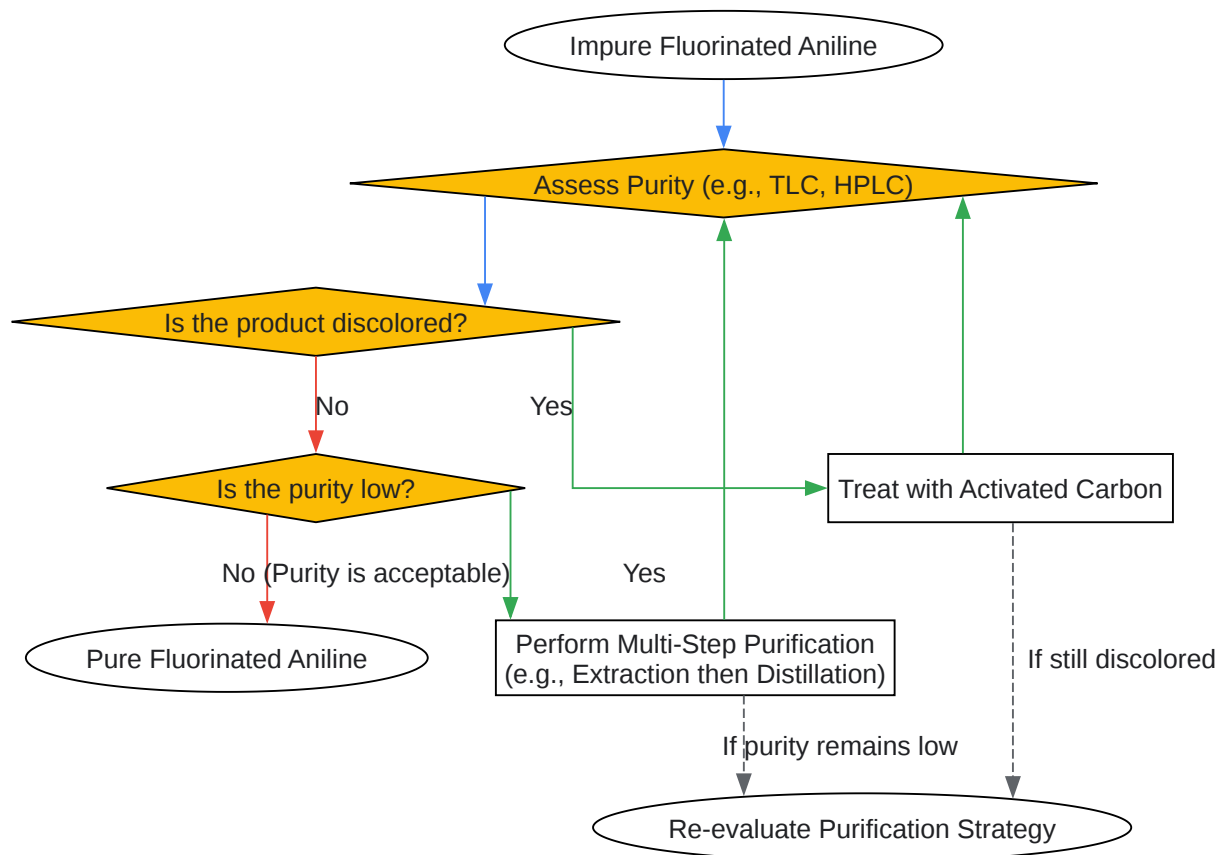 Impure Fluorinated Aniline
Assess Purity (e.g., TLC, HPLC)
Is the product discolored?
No
Yes
Is the purity low?
Treat with Activated Carbon
No (Purity is acceptable)
Yes
Pure Fluorinated Aniline
Perform Multi-Step Purification
(e.g., Extraction then Distillation)
If still discolored
If purity remains low
Re-evaluate Purification Strategy